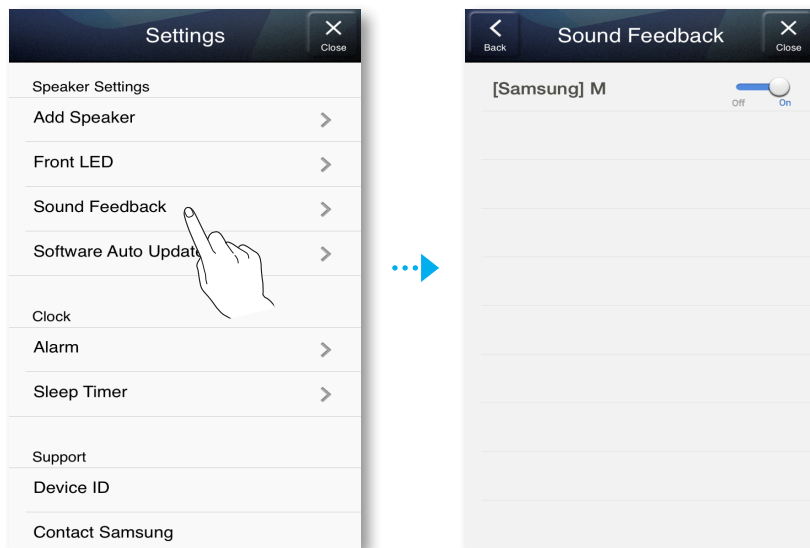 Settings
Close
Speaker Settings
Add Speaker
Front LED
Sound Feedback
Software Auto Update
Clock
Alarm
Sleep Timer
Support
Device ID
Contact Samsung
Back
Sound Feedback
Close
[Samsung] M
Off On